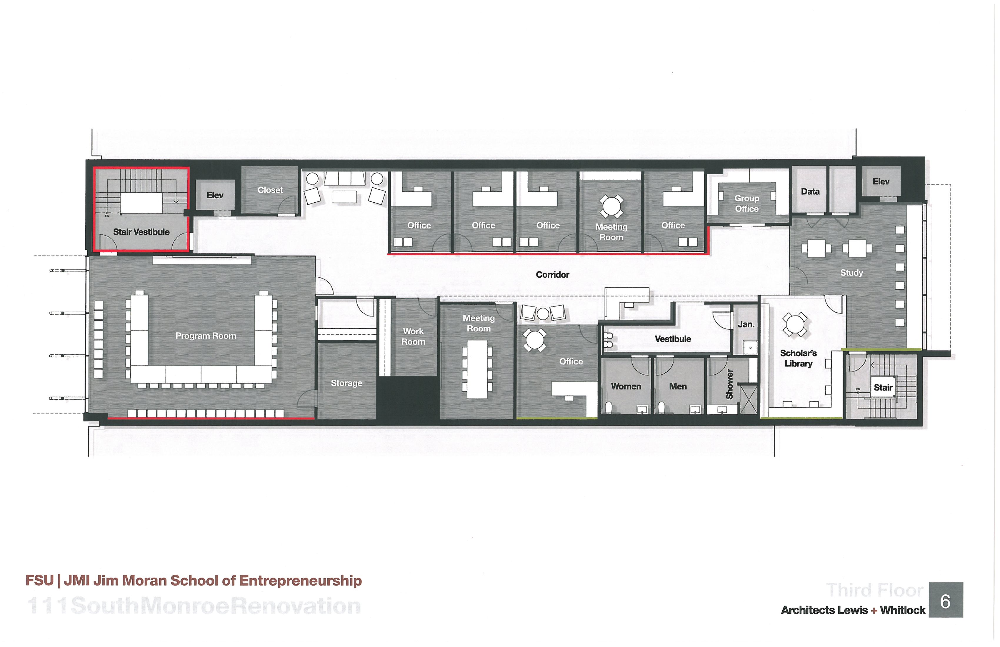 Elev
Closet
Stair Vestibule
DN
Office
Office
Office
Meeting
Room
Office
Group
Office
Data
Elev
Corridor
Study
Program Room
Storage
Work
Room
Meeting
Room
Office
Vestibule
Jan.
Women
Men
Shower
Scholar's
Library
DN
Stair
FSU | JMI Jim Moran School of Entrepreneurship
111SouthMonroeRenovation
Third Floor
Architects Lewis + Whitlock
6